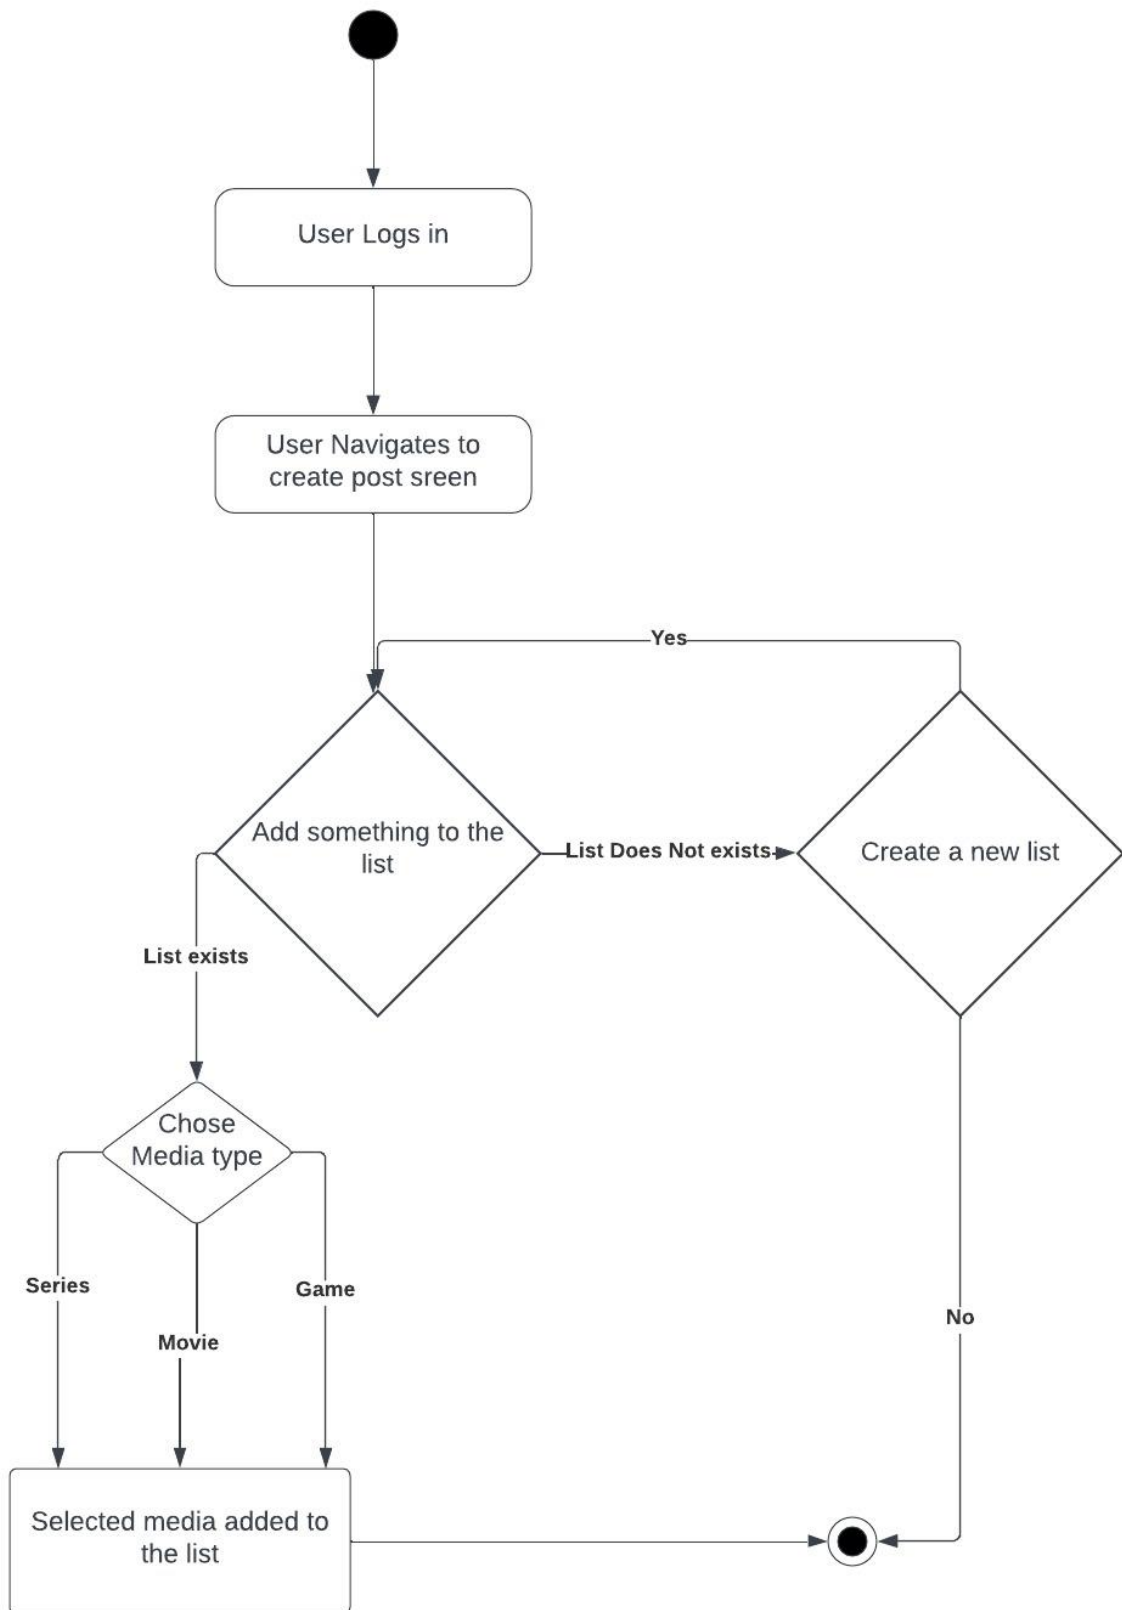 User Logs in
User Navigates to
create post sreen
Yes
Add something to the
list
List Does Not exists
Create a new list
List exists
Chose
Media type
Series
Game
Movie
No
Selected media added to
the list